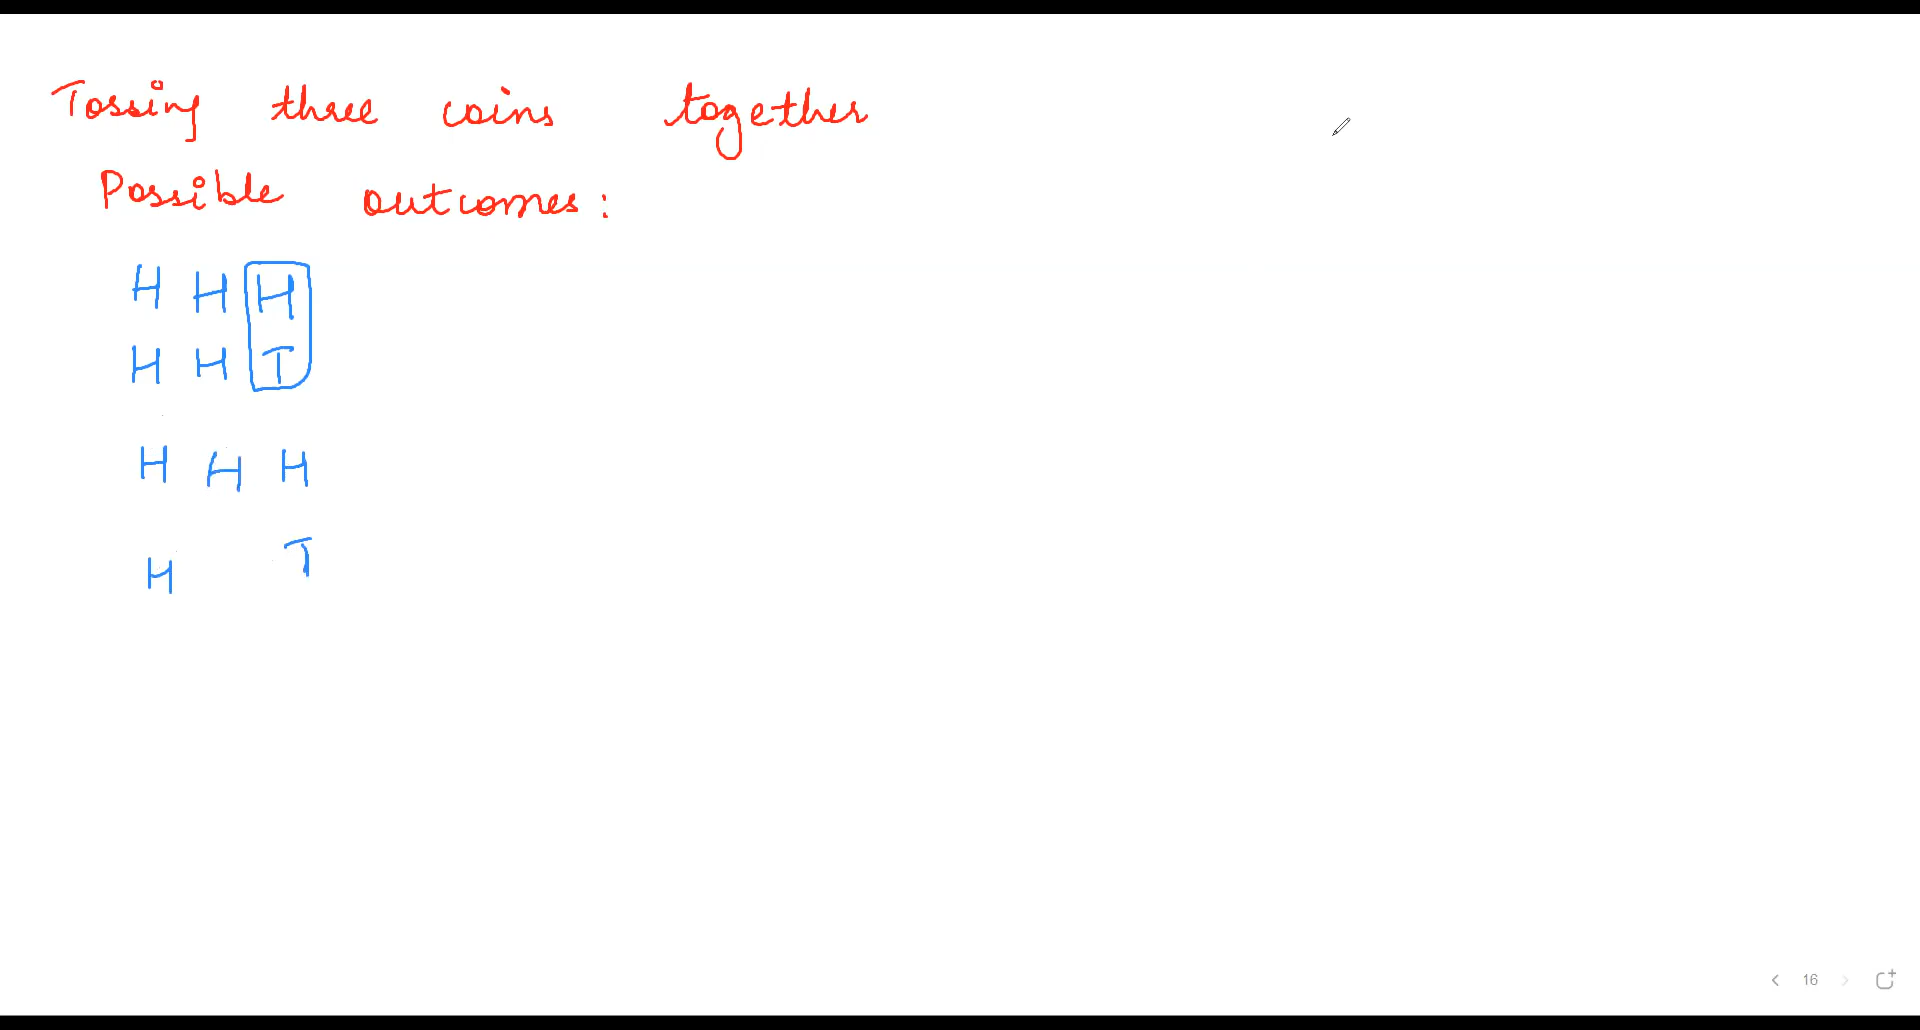 Tossing three coins together
Possible outcomes:
H H H
H H T
H H H
H T
16